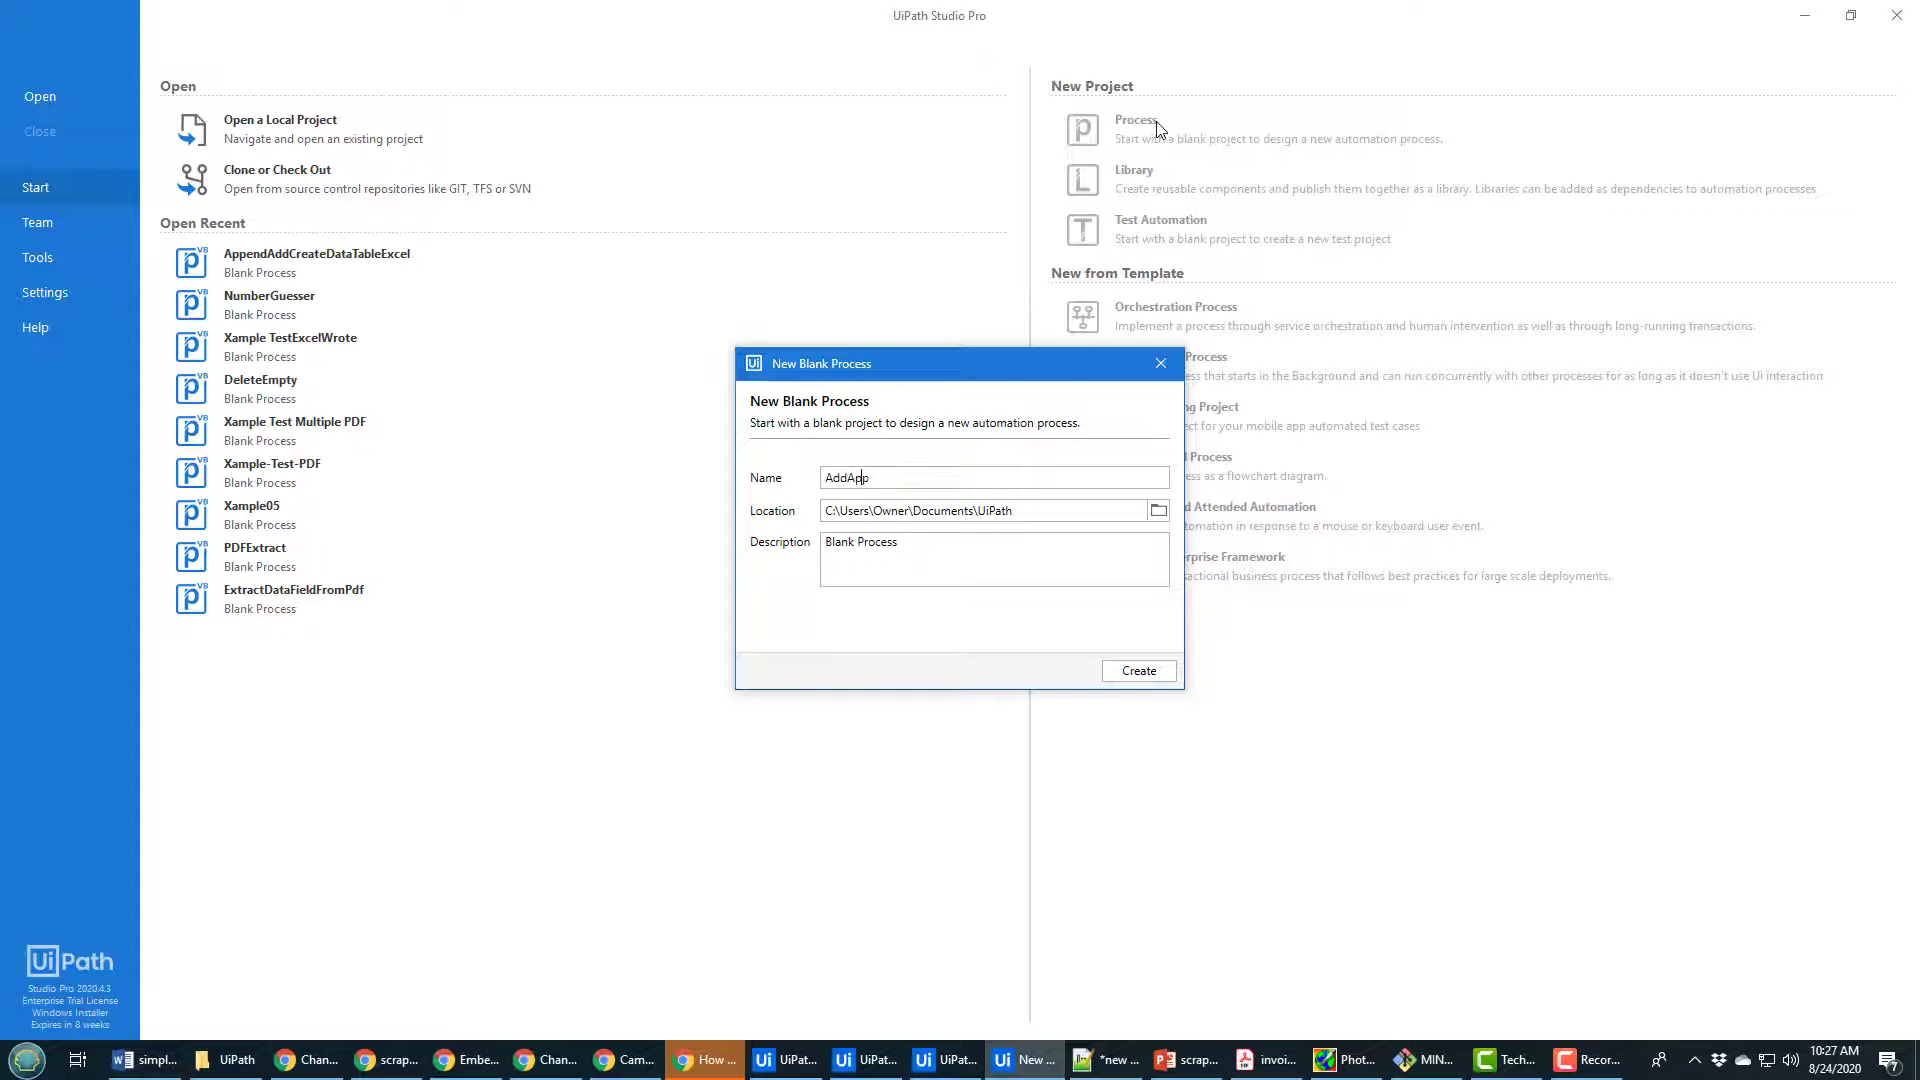 UiPath Studio Pro
Open
Close
Start
Team
Tools
Settings
Help
Open
Open a Local Project
Navigate and open an existing project
Clone or Check Out
Open from source control repositories like GIT, TFS or SVN
Open Recent
VB
AppendAddCreateDataTableExcel
Blank Process
VB
NumberGuesser
Blank Process
VB
Xample TestExcelWrote
Blank Process
VB
DeleteEmpty
Blank Process
VB
Xample Test Multiple PDF
Blank Process
VB
Xample-Test-PDF
Blank Process
VB
Xample05
Blank Process
VB
PDFExtract
Blank Process
VB
ExtractDataFieldFromPdf
Blank Process
New Project
Process
Start with a blank project to design a new automation process.
Library
Create reusable components and publish them together as a library. Libraries can be added as dependencies to automation processes
Test Automation
Start with a blank project to create a new test project
New from Template
Orchestration Process
Implement a process through service orchestration and human intervention as well as through long-running transactions.
Process
ess that starts in the Background and can run concurrently with other processes for as long as it doesn't use UI interaction
ng Project
ct for your mobile app automated test cases
l Process
ess as a flowchart diagram.
d Attended Automation
tomation in response to a mouse or keyboard user event.
rprise Framework
sactional business process that follows best practices for large scale deployments.
Ui New Blank Process
New Blank Process
Start with a blank project to design a new automation process.
Name AddApp
Location C:\Users\Owner\Documents\UiPath
Description Blank Process
Create
UiPath
Studio Pro 2020.4.3
Enterprise Trial License
Windows Installer
Expires in 8 weeks
simpl... UiPath Chan... scrap... Embe... Chan... Cam... How ... UiPat... UiPat... UiPat... New ... *new ... scrap... invoi... Phot... MIN... Tech... Recor...
10:27 AM
8/24/2020
7